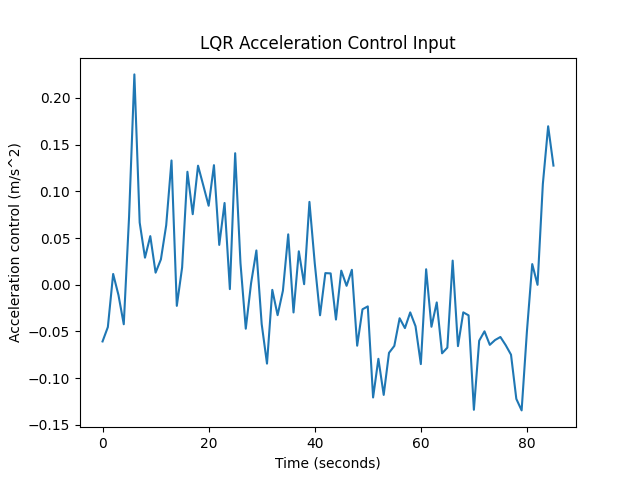 LQR Acceleration Control Input
Acceleration control (m/s^2)
0.20
0.15
0.10
0.05
0.00
−0.05
−0.10
−0.15
0 20 40 60 80
Time (seconds)